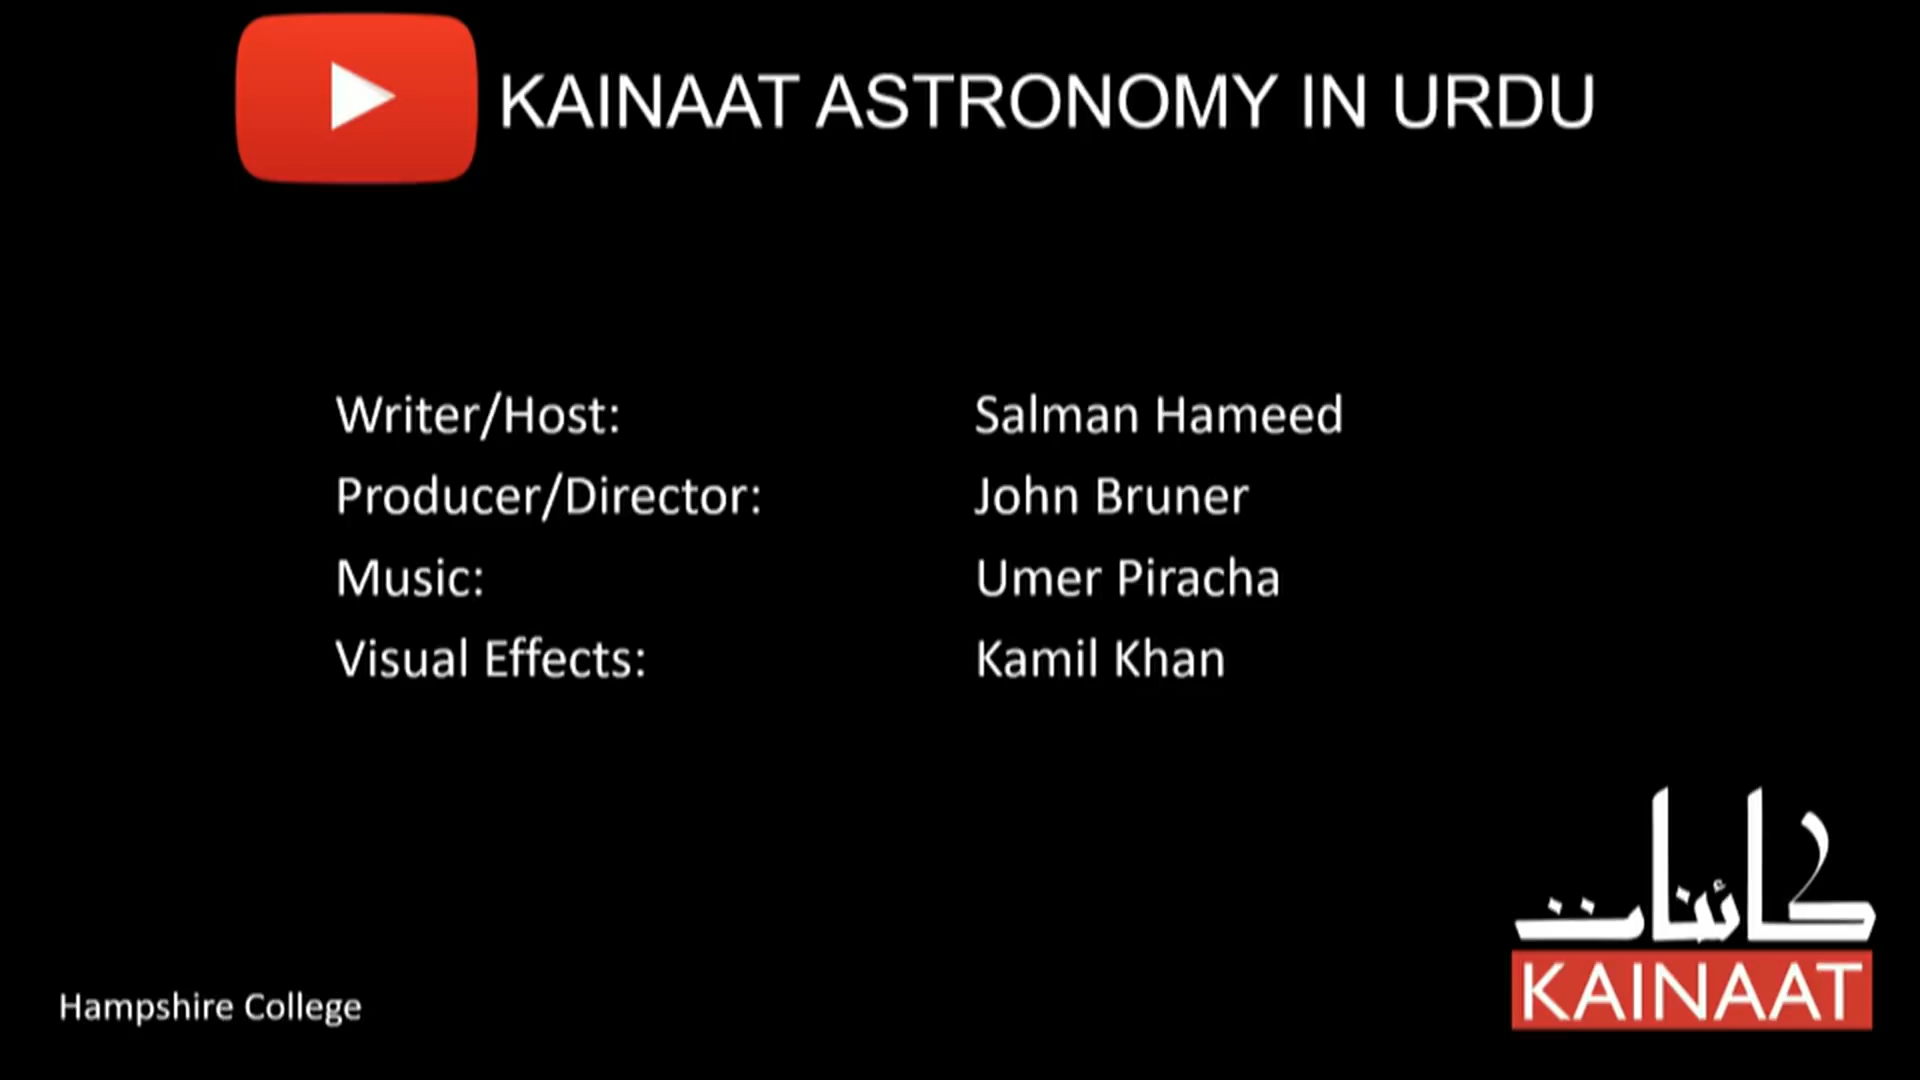 KAINAAT ASTRONOMY IN URDU
Writer/Host: Salman Hameed
Producer/Director: John Bruner
Music: Umer Piracha
Visual Effects: Kamil Khan
کائنات
KAINAAT
Hampshire College